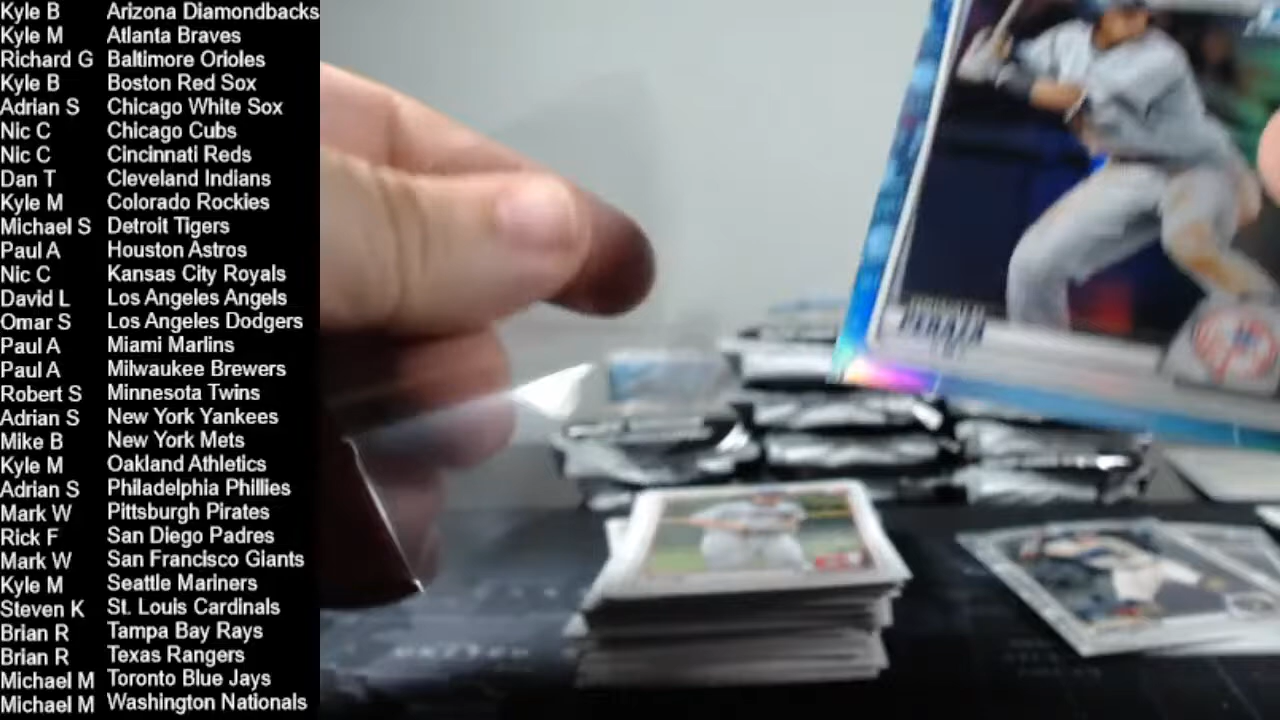 Kyle B Arizona Diamondbacks
Kyle M Atlanta Braves
Richard G Baltimore Orioles
Kyle B Boston Red Sox
Adrian S Chicago White Sox
Nic C Chicago Cubs
Nic C Cincinnati Reds
Dan T Cleveland Indians
Kyle M Colorado Rockies
Michael S Detroit Tigers
Paul A Houston Astros
Nic C Kansas City Royals
David L Los Angeles Angels
Omar S Los Angeles Dodgers
Paul A Miami Marlins
Paul A Milwaukee Brewers
Robert S Minnesota Twins
Adrian S New York Yankees
Mike B New York Mets
Kyle M Oakland Athletics
Adrian S Philadelphia Phillies
Mark W Pittsburgh Pirates
Rick F San Diego Padres
Mark W San Francisco Giants
Kyle M Seattle Mariners
Steven K St. Louis Cardinals
Brian R Tampa Bay Rays
Brian R Texas Rangers
Michael M Toronto Blue Jays
Michael M Washington Nationals